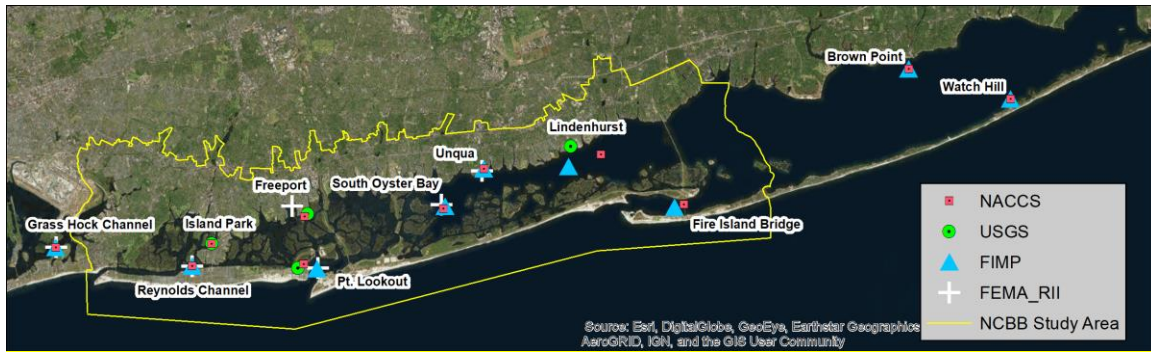 Brown Point
Watch Hill
Lindenhurst
Unqua
Freeport
South Oyster Bay
Grass Hock Channel
Island Park
Fire Island Bridge
Reynolds Channel
Pt. Lookout
NACCS
USGS
FIMP
FEMA_RII
NCBB Study Area
Source: Esri, DigitalGlobe, GeoEye, Earthstar Geographics
AeroGRID, IGN, and the GIS User Community